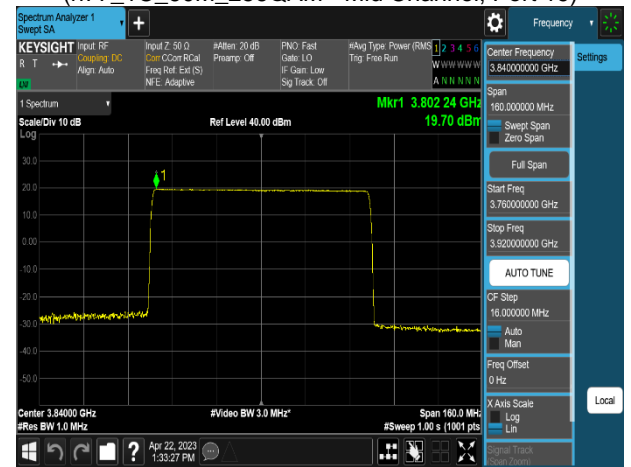 Spectrum Analyzer 1
Swept SA
Frequency
KEYSIGHT
R T
LXI
Input: RF
Coupling: DC
Align: Auto
Input Z: 50 Ω
Corr CCorr RCal
Freq Ref: Ext (S)
NFE: Adaptive
#Atten: 20 dB
Preamp: Off
PNO: Fast
Gate: LO
IF Gain: Low
Sig Track: Off
#Avg Type: Power (RMS
Trig: Free Run
1 2 3 4 5 6
W W W W W W
A N N N N N
1 Spectrum
Scale/Div 10 dB
Log
Ref Level 40.00 dBm
Mkr1 3.802 24 GHz
19.70 dBm
1
30.0
20.0
10.0
0.00
-10.0
-20.0
-30.0
-40.0
-50.0
Center 3.84000 GHz
#Res BW 1.0 MHz
#Video BW 3.0 MHz*
Span 160.0 MHz
#Sweep 1.00 s (1001 pts
Center Frequency
3.840000000 GHz
Span
160.000000 MHz
Swept Span
Zero Span
Full Span
Start Freq
3.760000000 GHz
Stop Freq
3.920000000 GHz
AUTO TUNE
CF Step
16.000000 MHz
Auto
Man
Freq Offset
0 Hz
X Axis Scale
Log
Lin
Signal Track
(Span Zoom)
Settings
Local
?
Apr 22, 2023
1:33:27 PM